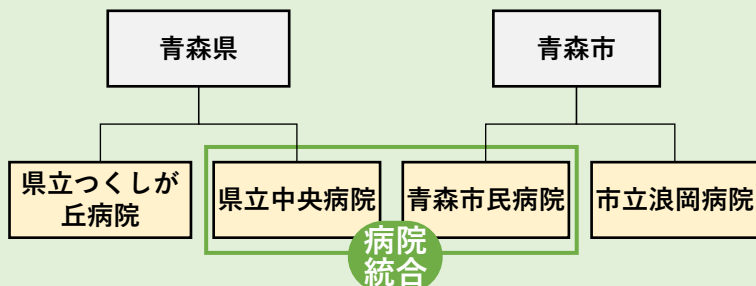 青森県
青森市
県立つくしが
丘病院
県立中央病院
青森市民病院
市立浪岡病院
病院
統合